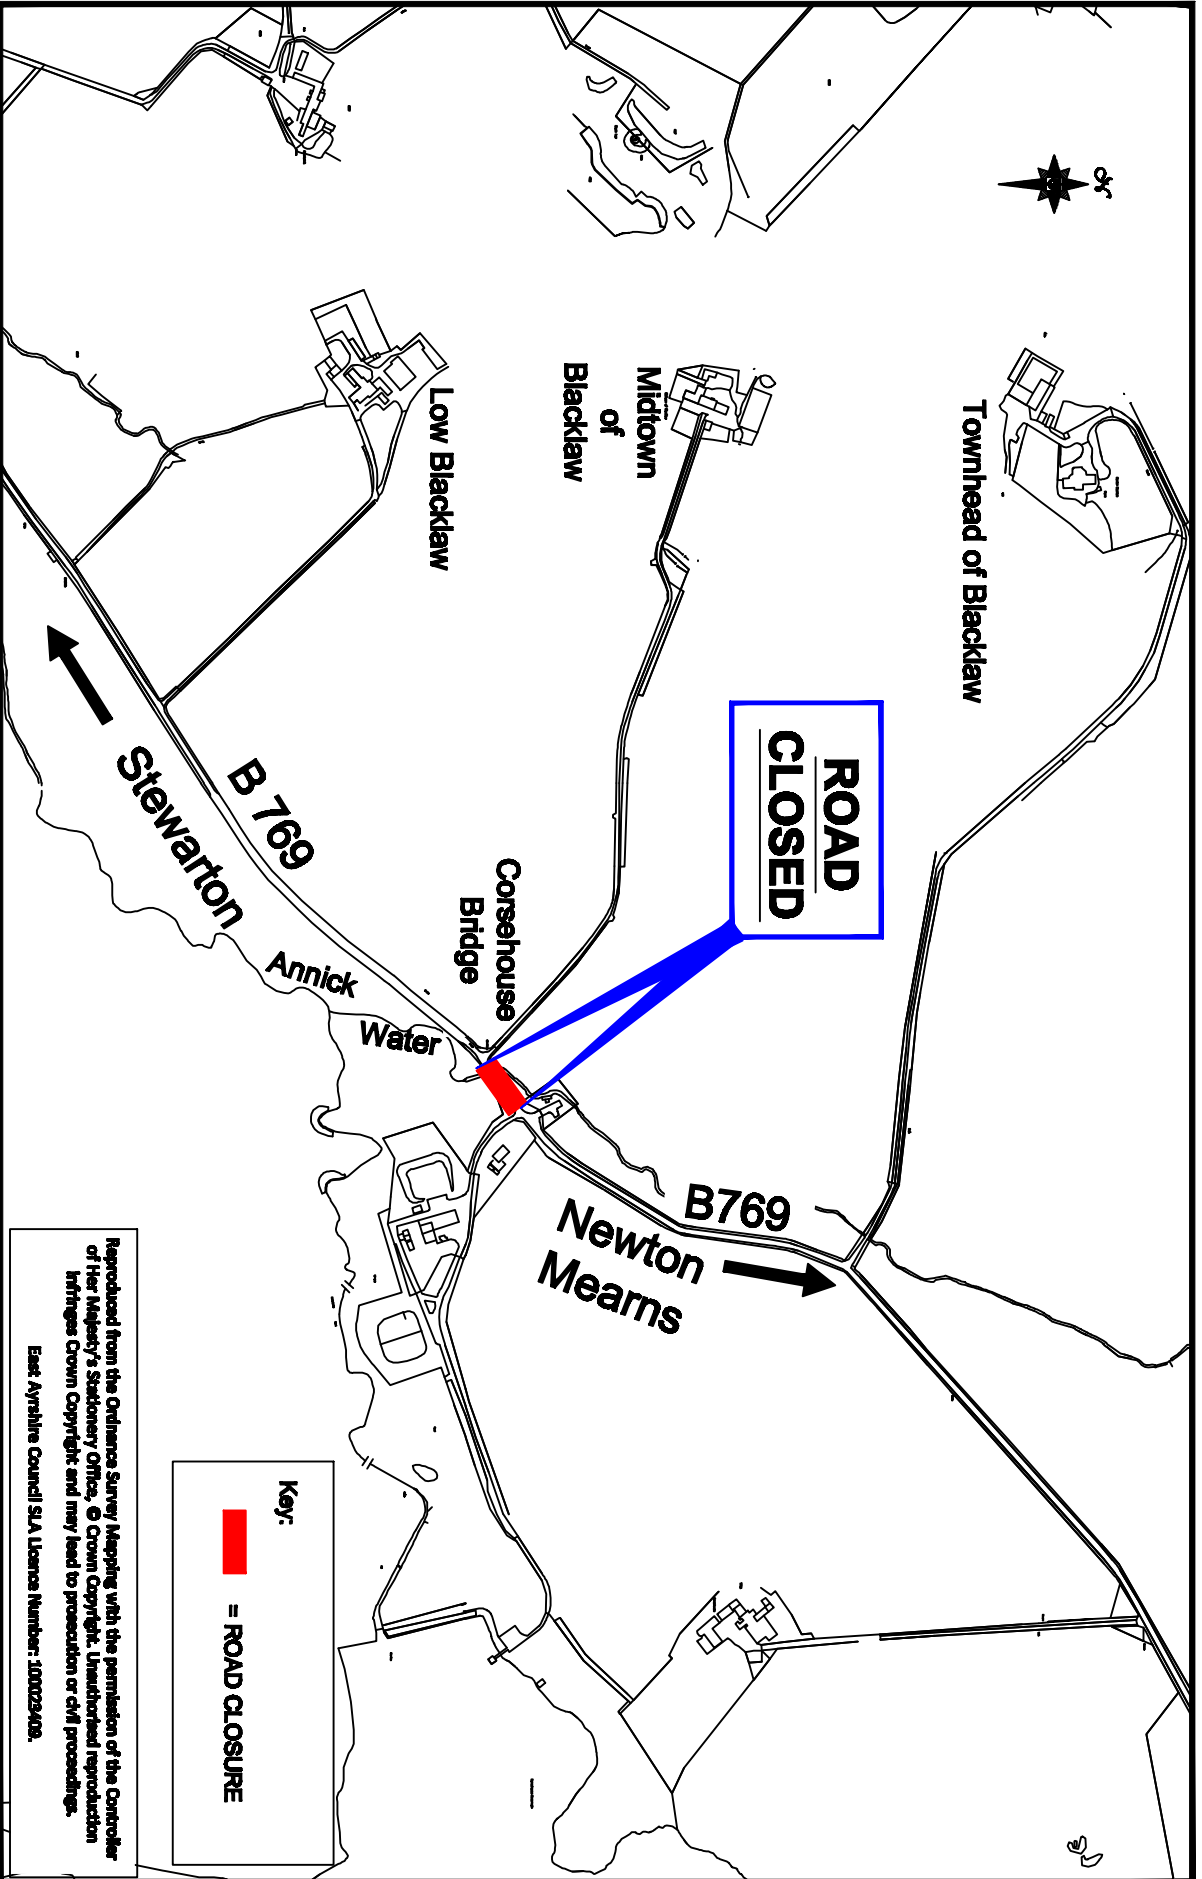 Townhead of Blacklaw
Midtown
of
Blacklaw
Low Blacklaw
ROAD
CLOSED
B 769
Stewarton
Corsehouse
Bridge
Annick
Water
B769
Newton
Mearns
Key:
= ROAD CLOSURE
Reproduced from the Ordnance Survey Mapping with the permission of the Controller
of Her Majesty's Stationery Office, © Crown Copyright. Unauthorised reproduction
infringes Crown Copyright and may lead to prosecution or civil proceedings.
East Ayrshire Council SLA Licence Number: 100023409.